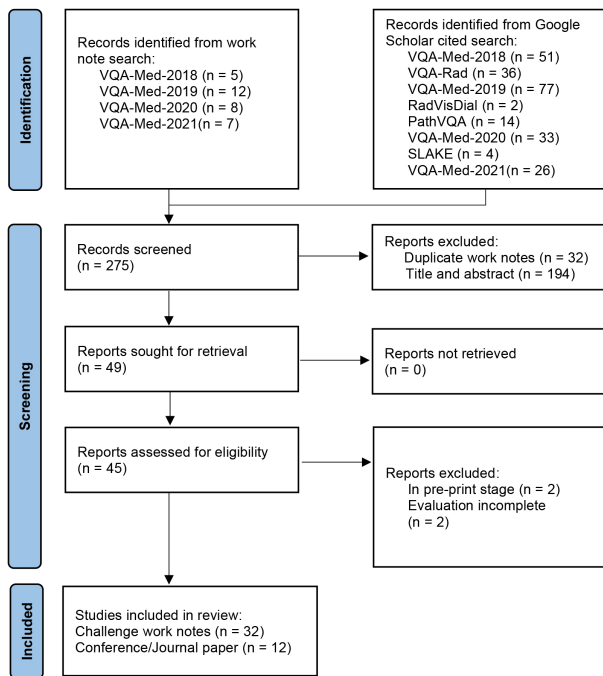 Identification
Records identified from work
note search:
VQA-Med-2018 (n = 5)
VQA-Med-2019 (n = 12)
VQA-Med-2020 (n = 8)
VQA-Med-2021(n = 7)
Records identified from Google
Scholar cited search:
VQA-Med-2018 (n = 51)
VQA-Rad (n = 36)
VQA-Med-2019 (n = 77)
RadVisDial (n = 2)
PathVQA (n = 14)
VQA-Med-2020 (n = 33)
SLAKE (n = 4)
VQA-Med-2021(n = 26)
Screening
Records screened
(n = 275)
Reports excluded:
Duplicate work notes (n = 32)
Title and abstract (n = 194)
Reports sought for retrieval
(n = 49)
Reports not retrieved
(n = 0)
Reports assessed for eligibility
(n = 45)
Reports excluded:
In pre-print stage (n = 2)
Evaluation incomplete
(n = 2)
Included
Studies included in review:
Challenge work notes (n = 32)
Conference/Journal paper (n = 12)